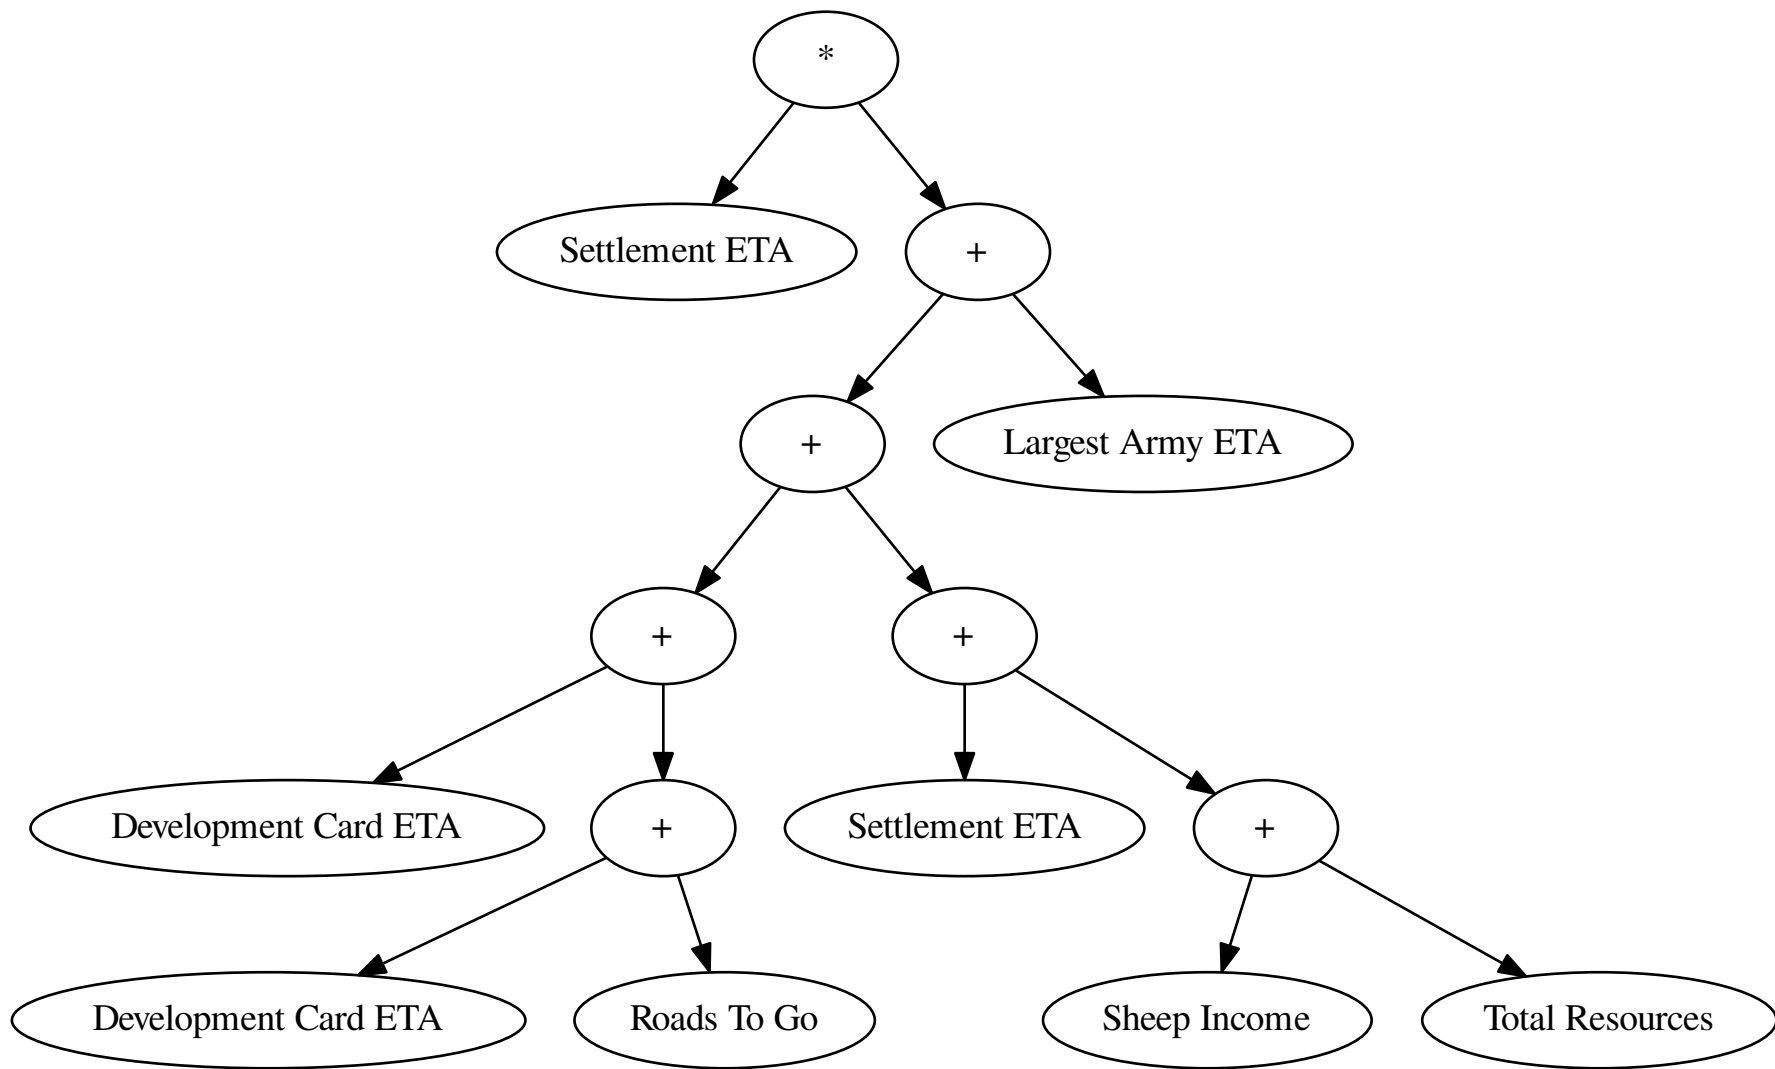 *
Settlement ETA
+
+
Largest Army ETA
+
+
Development Card ETA
+
Settlement ETA
+
Development Card ETA
Roads To Go
Sheep Income
Total Resources